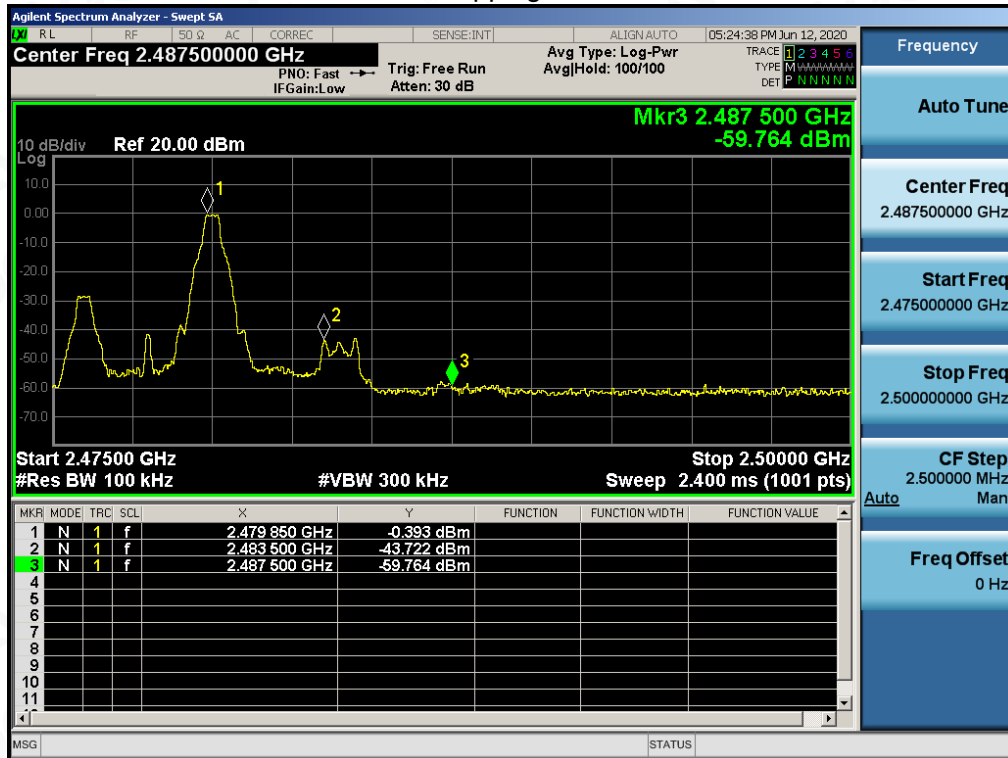 Agilent Spectrum Analyzer - Swept SA
LXI RL RF 50 Ω AC CORREC SENSE:INT ALIGN AUTO 05:24:38 PM Jun 12, 2020
Center Freq 2.487500000 GHz
PNO: Fast
IFGain:Low
Trig: Free Run
Atten: 30 dB
Avg Type: Log-Pwr
Avg|Hold: 100/100
TRACE 1 2 3 4 5 6
TYPE M WWWWW
DET P N N N N N
Mkr3 2.487 500 GHz
-59.764 dBm
10 dB/div Ref 20.00 dBm
Log
10.0
0.00
-10.0
-20.0
-30.0
-40.0
-50.0
-60.0
-70.0
1
2
3
Start 2.47500 GHz Stop 2.50000 GHz
#Res BW 100 kHz #VBW 300 kHz Sweep 2.400 ms (1001 pts)
MKR MODE TRC SCL X Y FUNCTION FUNCTION WIDTH FUNCTION VALUE
1 N 1 f 2.479 850 GHz -0.393 dBm
2 N 1 f 2.483 500 GHz -43.722 dBm
3 N 1 f 2.487 500 GHz -59.764 dBm
4
5
6
7
8
9
10
11
MSG STATUS
Frequency
Auto Tune
Center Freq
2.487500000 GHz
Start Freq
2.475000000 GHz
Stop Freq
2.500000000 GHz
CF Step
2.500000 MHz
Auto Man
Freq Offset
0 Hz